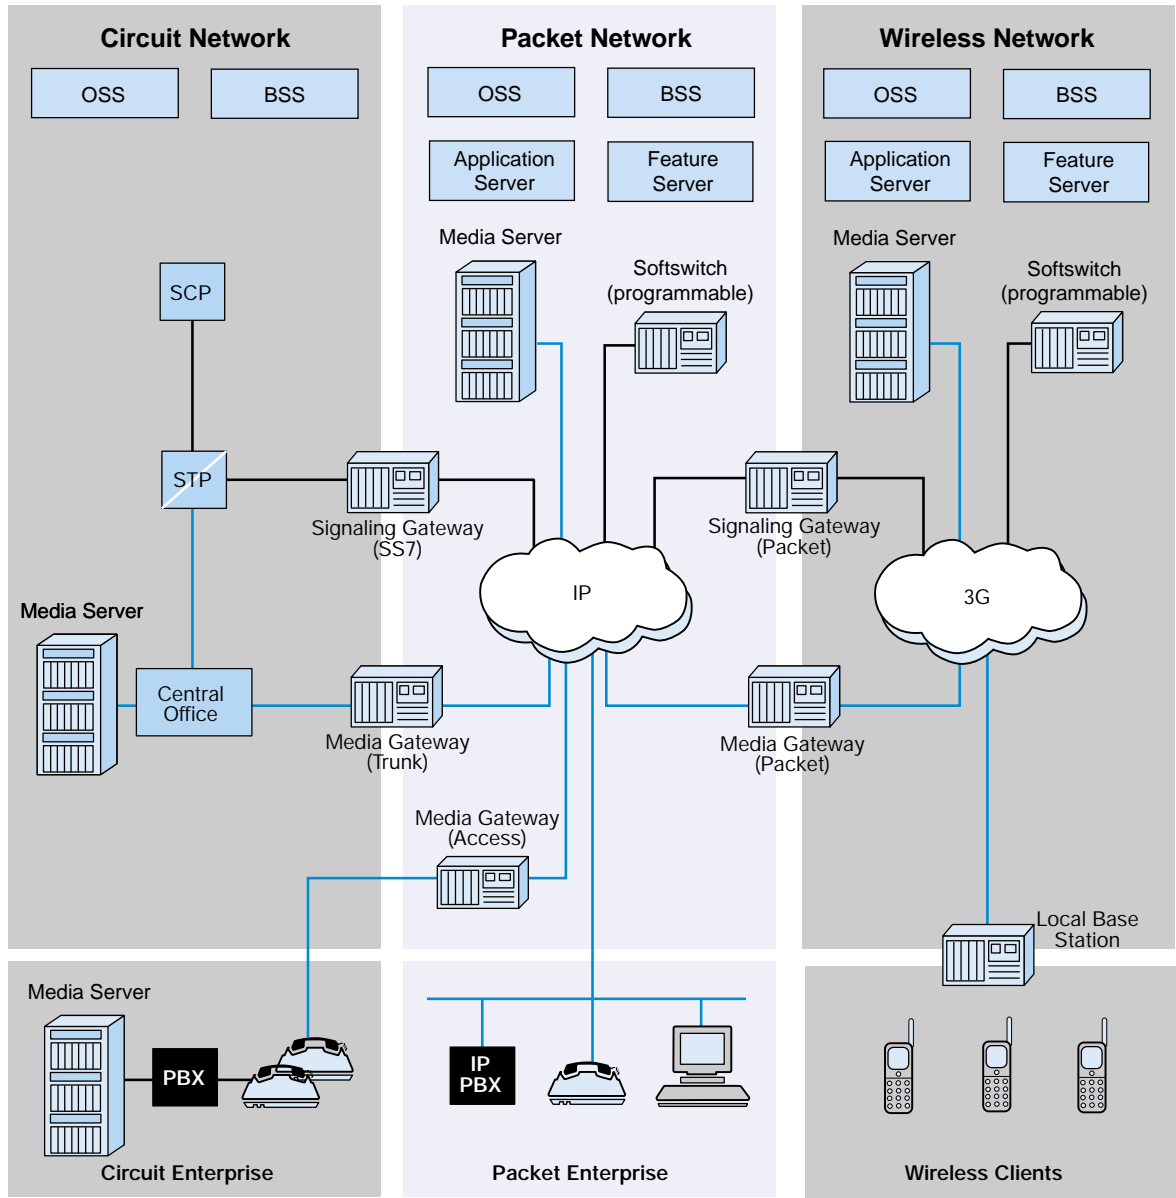 Circuit Network
Packet Network
Wireless Network
OSS
BSS
OSS
BSS
OSS
BSS
Application
Server
Feature
Server
Application
Server
Feature
Server
Media Server
Softswitch
(programmable)
Media Server
Softswitch
(programmable)
SCP
STP
Signaling Gateway
(SS7)
Signaling Gateway
(Packet)
IP
3G
Media Server
Central
Office
Media Gateway
(Trunk)
Media Gateway
(Packet)
Media Gateway
(Access)
Local Base
Station
Media Server
PBX
IP
PBX
Circuit Enterprise
Packet Enterprise
Wireless Clients